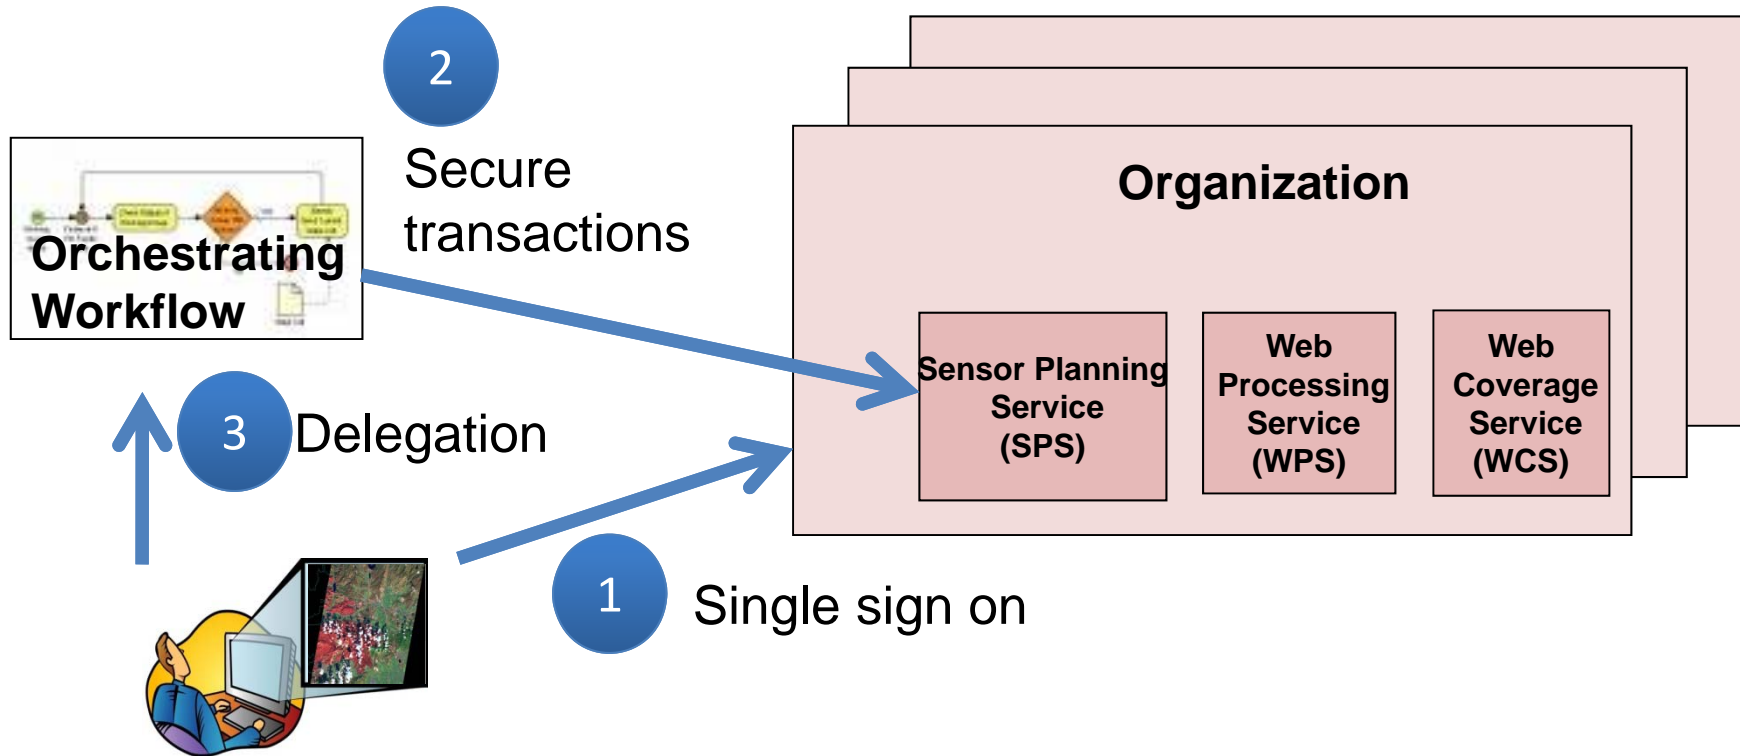 2
Secure
transactions
Orchestrating
Workflow
3
Delegation
1
Single sign on
Organization
Sensor Planning
Service
(SPS)
Web
Processing
Service
(WPS)
Web
Coverage
Service
(WCS)